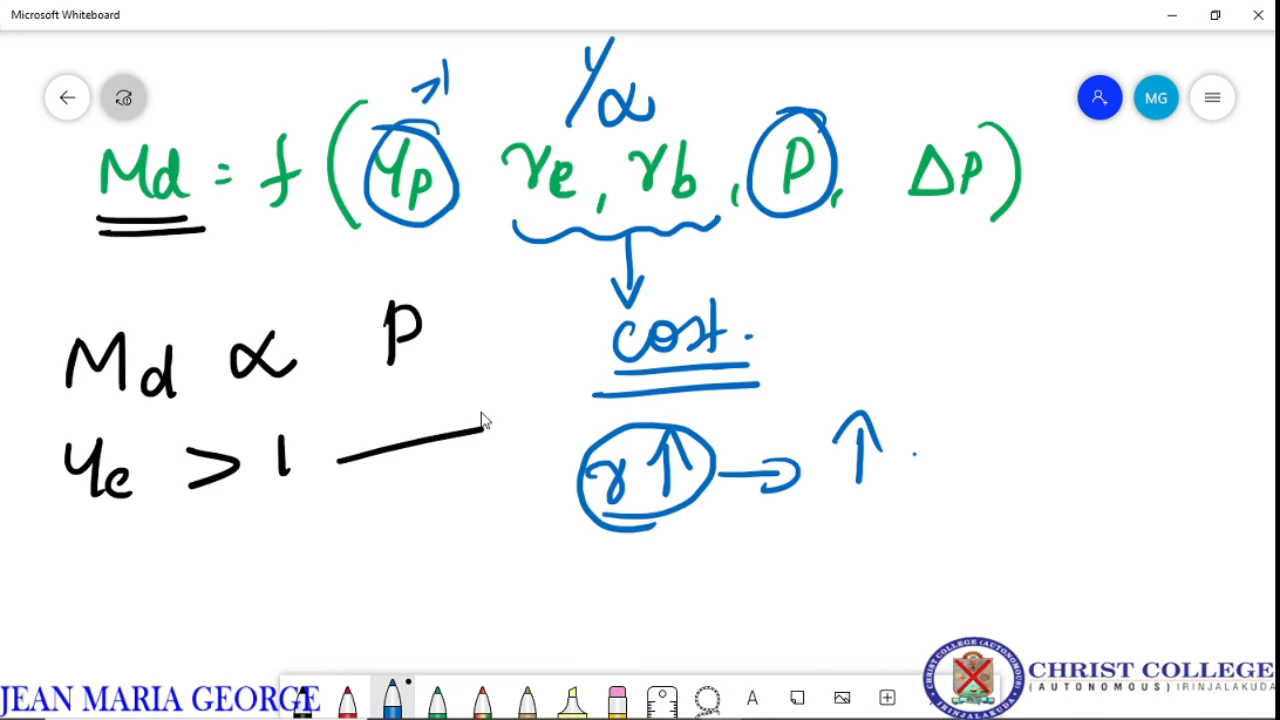 Microsoft Whiteboard
→1
Y/α
MG
Md = f ( Yp re, rb, P, ΔP)
Md ∝ P
cost.
Ye > 1 —
r ↑ → ↑
A
CHRIST COLLEGE
(AUTONOMOUS) IRINJALAKUDA
JEAN MARIA GEORGE